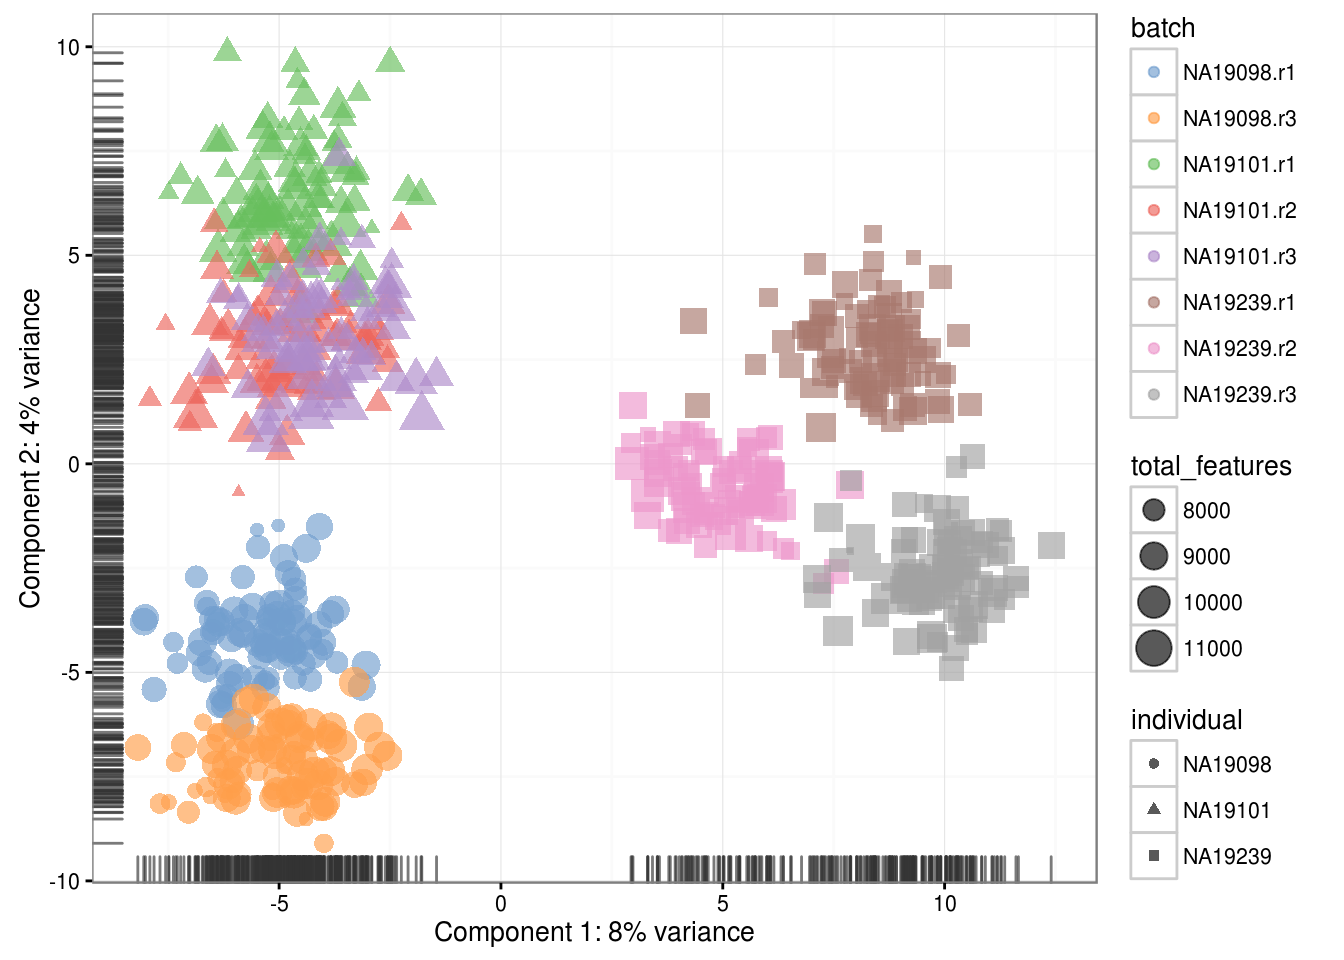 10
5
0
-5
-10
Component 2: 4% variance
-5
0
5
10
Component 1: 8% variance
batch
NA19098.r1
NA19098.r3
NA19101.r1
NA19101.r2
NA19101.r3
NA19239.r1
NA19239.r2
NA19239.r3
total_features
8000
9000
10000
11000
individual
NA19098
NA19101
NA19239